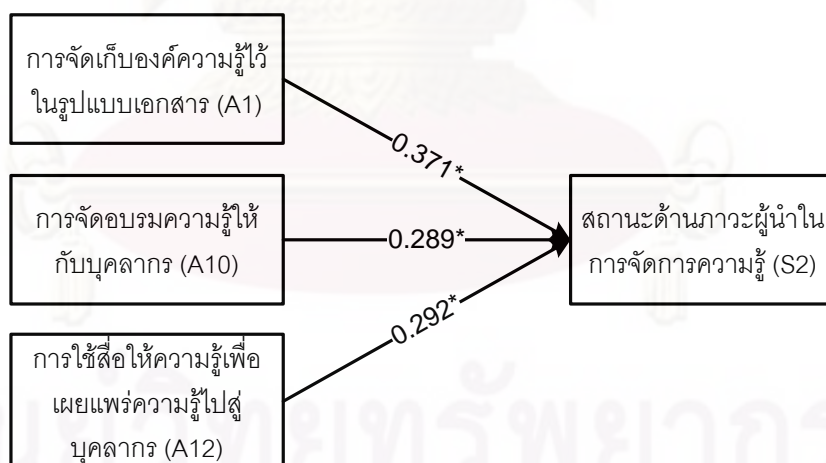 การจัดเก็บองค์ความรู้ไว้
ในรูปแบบเอกสาร (A1)
0.371*
การจัดอบรมความรู้ให้
กับบุคลากร (A10)
0.289*
สถานะด้านภาวะผู้นำใน
การจัดการความรู้ (S2)
0.292*
การใช้สื่อให้ความรู้เพื่อ
เผยแพร่ความรู้ไปสู่
บุคลากร (A12)